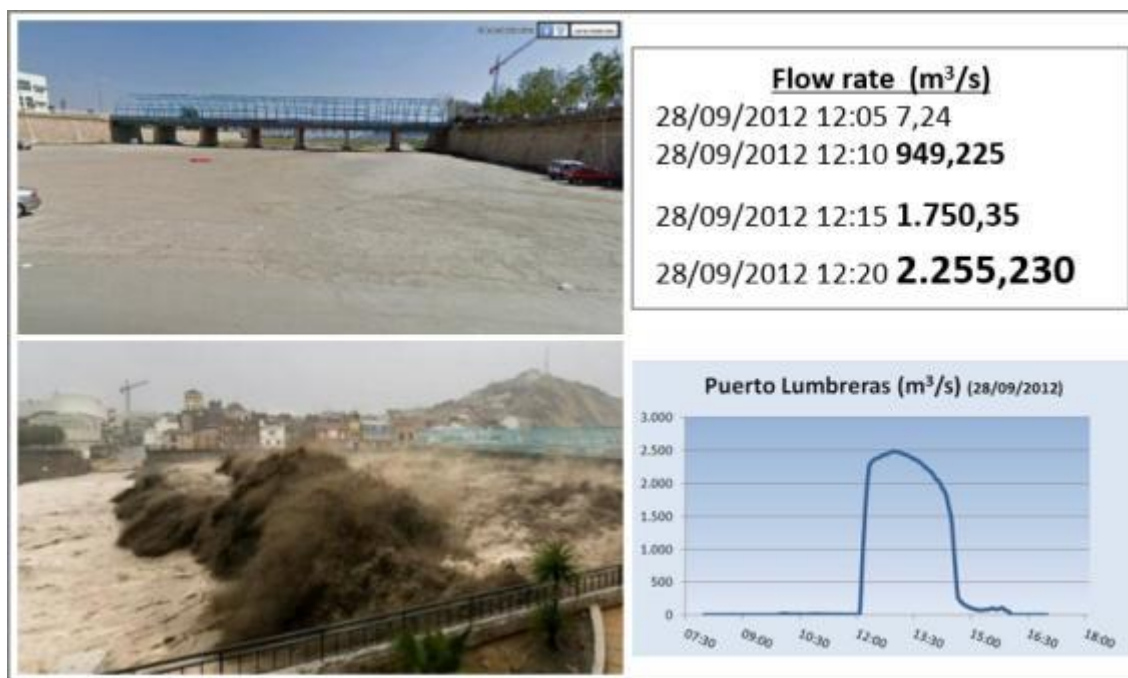 Flow rate (m³/s)
28/09/2012 12:05 7,24
28/09/2012 12:10 949,225
28/09/2012 12:15 1.750,35
28/09/2012 12:20 2.255,230
Puerto Lumbreras (m³/s) (28/09/2012)
3.000
2.500
2.000
1.500
1.000
500
0
07:30 09:00 10:30 12:00 13:30 15:00 16:30 18:00